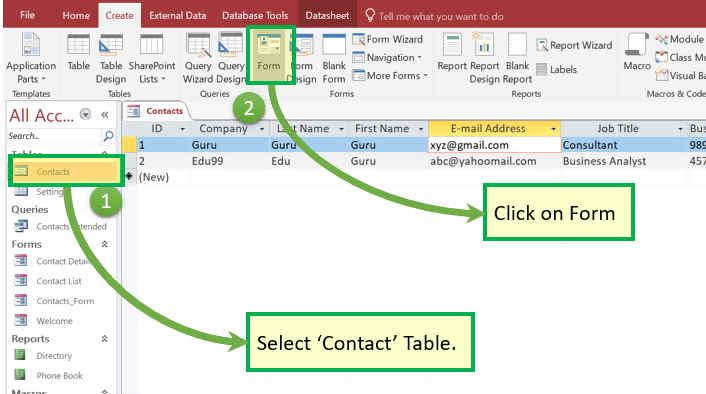 File Home Create External Data Database Tools Datasheet Tell me what you want to do
Application Parts
Templates
Table Table Design SharePoint Lists
Tables
Query Wizard Query Design
Queries
Form Form Design Blank Form Form Wizard Navigation More Forms
Forms
Report Report Design Blank Report Report Wizard Labels
Reports
Macro Module Class Mo Visual Ba
Macros & Code
All Acc... «
Search...
Tables
Contacts
Setting
Queries
Contacts Extended
Forms
Contact Detail
Contact List
Contacts_Form
Welcome
Reports
Directory
Phone Book
Macros
Contacts
ID Company Last Name First Name E-mail Address Job Title Bus
1 Guru Guru Guru xyz@gmail.com Consultant 989
2 Edu99 Edu Guru abc@yahoomail.com Business Analyst 457
* (New)
1
2
Click on Form
Select ‘Contact’ Table.